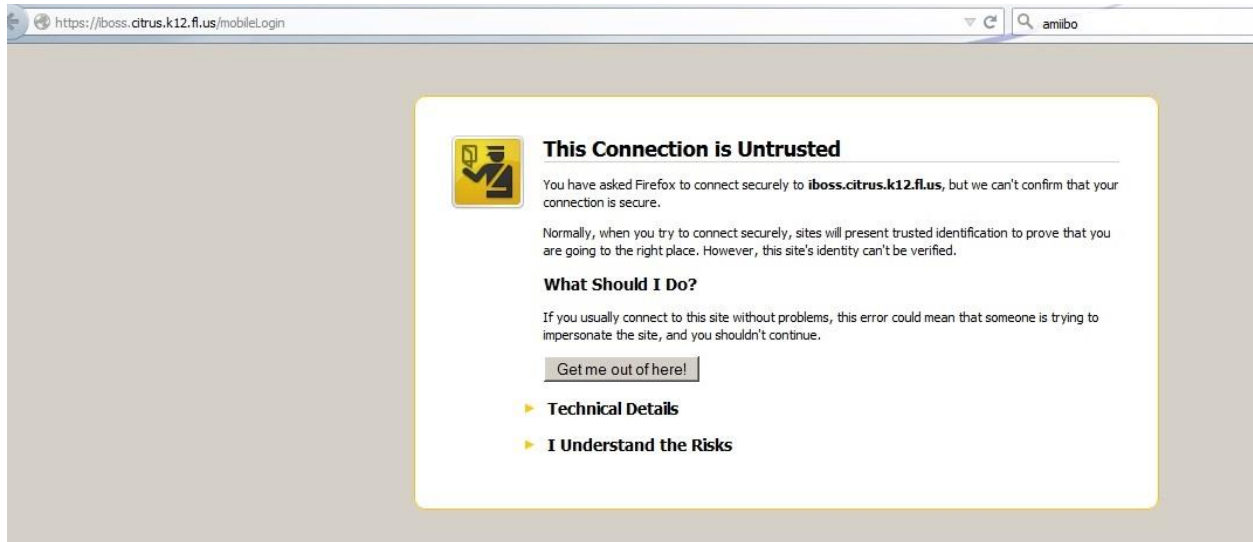 https://iboss.citrus.k12.fl.us/mobileLogin
amiibo
This Connection is Untrusted
You have asked Firefox to connect securely to iboss.citrus.k12.fl.us, but we can't confirm that your
connection is secure.
Normally, when you try to connect securely, sites will present trusted identification to prove that you
are going to the right place. However, this site's identity can't be verified.
What Should I Do?
If you usually connect to this site without problems, this error could mean that someone is trying to
impersonate the site, and you shouldn't continue.
Get me out of here!
Technical Details
I Understand the Risks